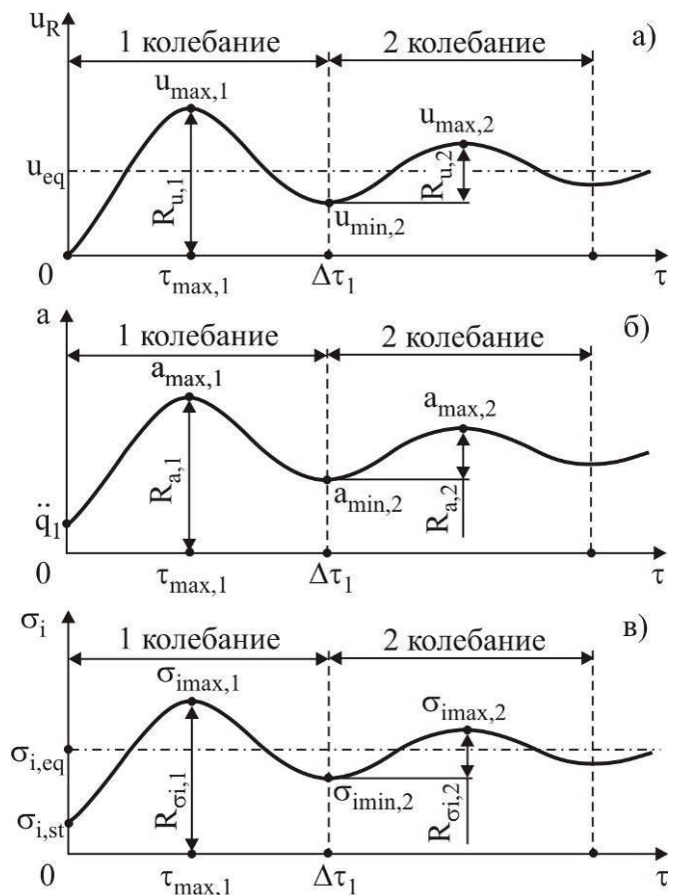 u_R
а)
1 колебание
2 колебание
u_max,1
u_max,2
u_eq
R_u,1
R_u,2
u_min,2
0
τ_max,1
Δτ_1
τ
a
б)
1 колебание
2 колебание
a_max,1
a_max,2
R_a,1
a_min,2
R_a,2
q̈_1
0
τ_max,1
Δτ_1
τ
σ_i
в)
1 колебание
2 колебание
σ_imax,1
σ_imax,2
σ_i,eq
R_σi,1
σ_imin,2
R_σi,2
σ_i,st
0
τ_max,1
Δτ_1
τ